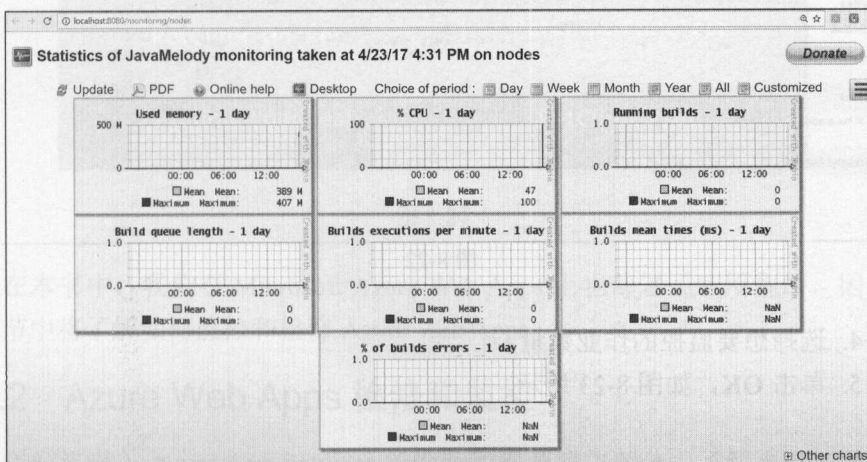 localhost:8080/monitoring/nodes
Statistics of JavaMelody monitoring taken at 4/23/17 4:31 PM on nodes
Donate
Update PDF Online help Desktop Choice of period : Day Week Month Year All Customized
Used memory - 1 day
500 M
0
00:00 06:00 12:00
Mean Mean: 389 M
Maximum Maximum: 407 M
% CPU - 1 day
100
0
00:00 06:00 12:00
Mean Mean: 47
Maximum Maximum: 100
Running builds - 1 day
1.0
0.0
00:00 06:00 12:00
Mean Mean: 0
Maximum Maximum: 0
Build queue length - 1 day
1.0
0.0
00:00 06:00 12:00
Mean Mean: 0
Maximum Maximum: 0
Builds executions per minute - 1 day
1.0
0.0
00:00 06:00 12:00
Mean Mean: 0
Maximum Maximum: 0
Builds mean times (ms) - 1 day
1.0
0.0
00:00 06:00 12:00
Mean Mean: NaN
Maximum Maximum: NaN
% of builds errors - 1 day
1.0
0.0
00:00 06:00 12:00
Mean Mean: NaN
Maximum Maximum: NaN
Other charts